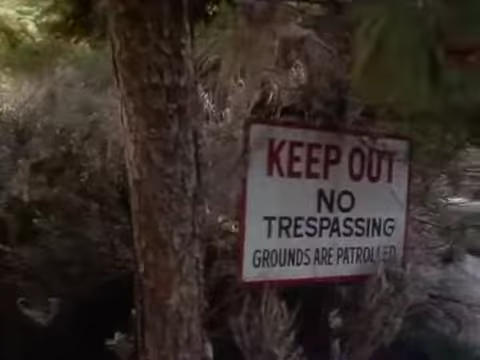 KEEP OUT
NO
TRESPASSING
GROUNDS ARE PATROLLED